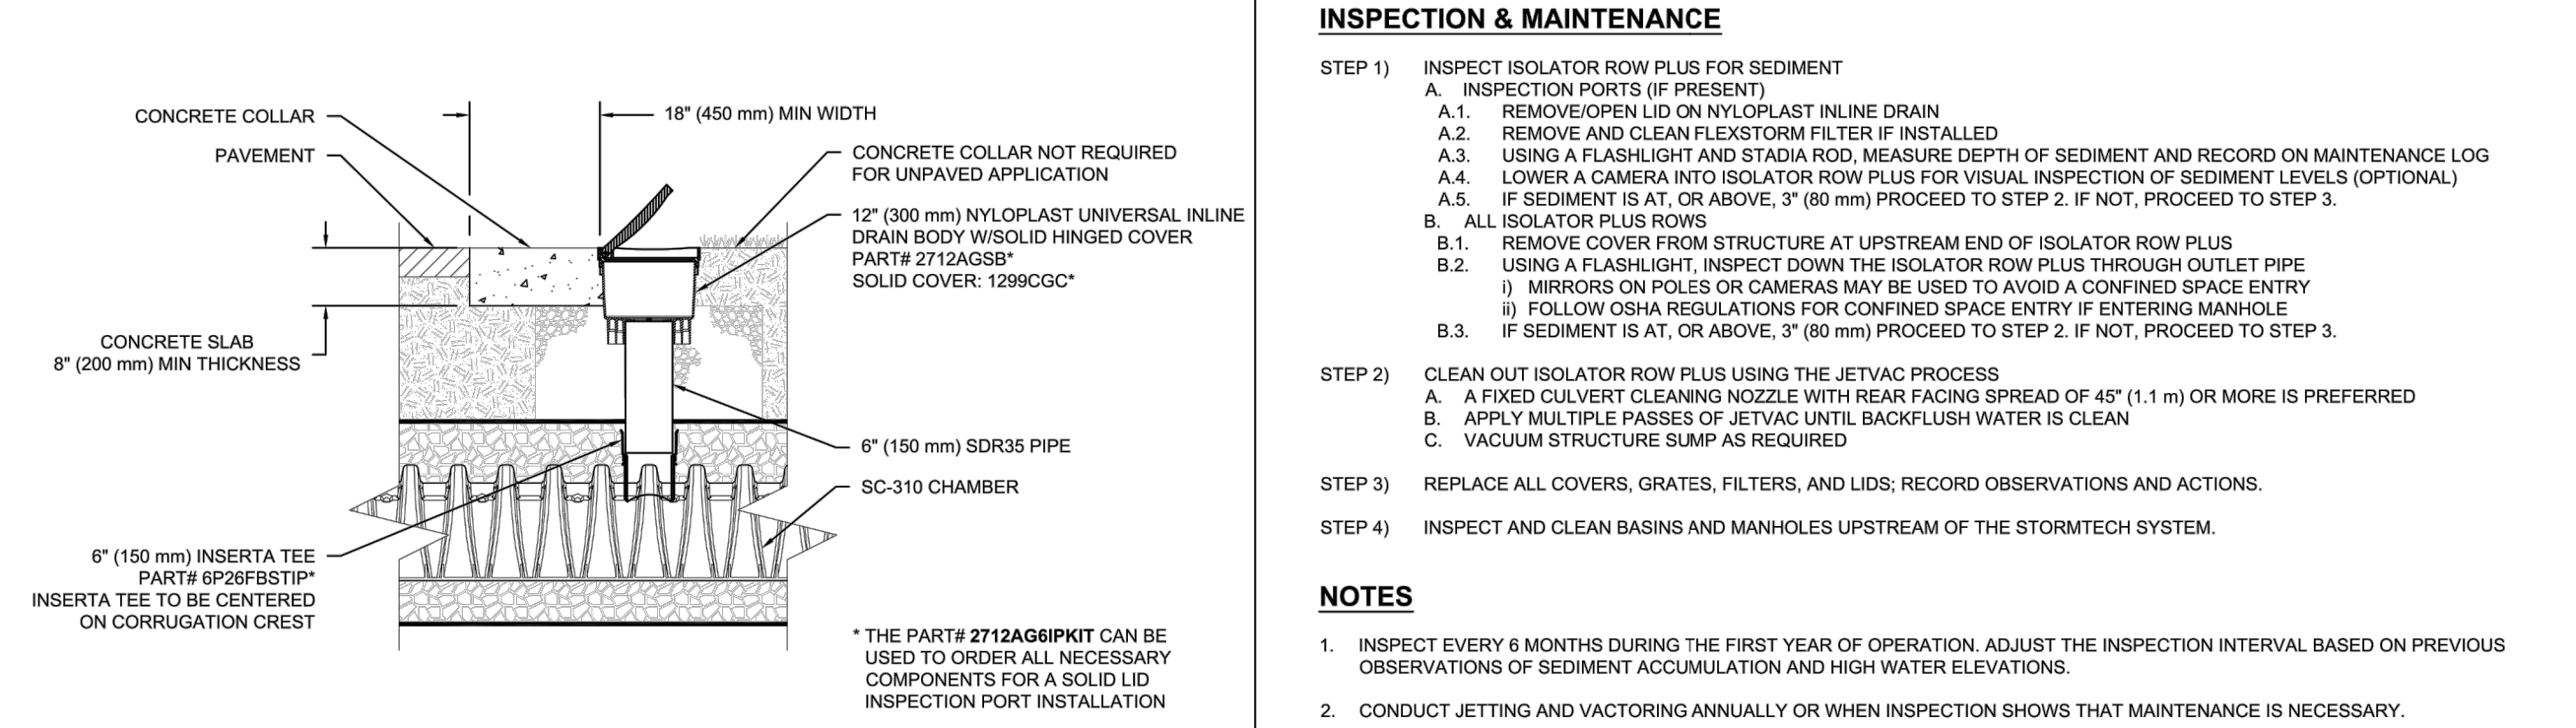 CONCRETE COLLAR
PAVEMENT
18" (450 mm) MIN WIDTH
CONCRETE COLLAR NOT REQUIRED
FOR UNPAVED APPLICATION
12" (300 mm) NYLOPLAST UNIVERSAL INLINE
DRAIN BODY W/SOLID HINGED COVER
PART# 2712AGSB*
SOLID COVER: 1299CGC*
CONCRETE SLAB
8" (200 mm) MIN THICKNESS
6" (150 mm) SDR35 PIPE
SC-310 CHAMBER
6" (150 mm) INSERTA TEE
PART# 6P26FBSTIP*
INSERTA TEE TO BE CENTERED
ON CORRUGATION CREST
* THE PART# 2712AG6IPKIT CAN BE
USED TO ORDER ALL NECESSARY
COMPONENTS FOR A SOLID LID
INSPECTION PORT INSTALLATION
INSPECTION & MAINTENANCE
STEP 1) INSPECT ISOLATOR ROW PLUS FOR SEDIMENT
A. INSPECTION PORTS (IF PRESENT)
A.1. REMOVE/OPEN LID ON NYLOPLAST INLINE DRAIN
A.2. REMOVE AND CLEAN FLEXSTORM FILTER IF INSTALLED
A.3. USING A FLASHLIGHT AND STADIA ROD, MEASURE DEPTH OF SEDIMENT AND RECORD ON MAINTENANCE LOG
A.4. LOWER A CAMERA INTO ISOLATOR ROW PLUS FOR VISUAL INSPECTION OF SEDIMENT LEVELS (OPTIONAL)
A.5. IF SEDIMENT IS AT, OR ABOVE, 3" (80 mm) PROCEED TO STEP 2. IF NOT, PROCEED TO STEP 3.
B. ALL ISOLATOR PLUS ROWS
B.1. REMOVE COVER FROM STRUCTURE AT UPSTREAM END OF ISOLATOR ROW PLUS
B.2. USING A FLASHLIGHT, INSPECT DOWN THE ISOLATOR ROW PLUS THROUGH OUTLET PIPE
i) MIRRORS ON POLES OR CAMERAS MAY BE USED TO AVOID A CONFINED SPACE ENTRY
ii) FOLLOW OSHA REGULATIONS FOR CONFINED SPACE ENTRY IF ENTERING MANHOLE
B.3. IF SEDIMENT IS AT, OR ABOVE, 3" (80 mm) PROCEED TO STEP 2. IF NOT, PROCEED TO STEP 3.
STEP 2) CLEAN OUT ISOLATOR ROW PLUS USING THE JETVAC PROCESS
A. A FIXED CULVERT CLEANING NOZZLE WITH REAR FACING SPREAD OF 45" (1.1 m) OR MORE IS PREFERRED
B. APPLY MULTIPLE PASSES OF JETVAC UNTIL BACKFLUSH WATER IS CLEAN
C. VACUUM STRUCTURE SUMP AS REQUIRED
STEP 3) REPLACE ALL COVERS, GRATES, FILTERS, AND LIDS; RECORD OBSERVATIONS AND ACTIONS.
STEP 4) INSPECT AND CLEAN BASINS AND MANHOLES UPSTREAM OF THE STORMTECH SYSTEM.
NOTES
1. INSPECT EVERY 6 MONTHS DURING THE FIRST YEAR OF OPERATION. ADJUST THE INSPECTION INTERVAL BASED ON PREVIOUS
OBSERVATIONS OF SEDIMENT ACCUMULATION AND HIGH WATER ELEVATIONS.
2. CONDUCT JETTING AND VACTORING ANNUALLY OR WHEN INSPECTION SHOWS THAT MAINTENANCE IS NECESSARY.